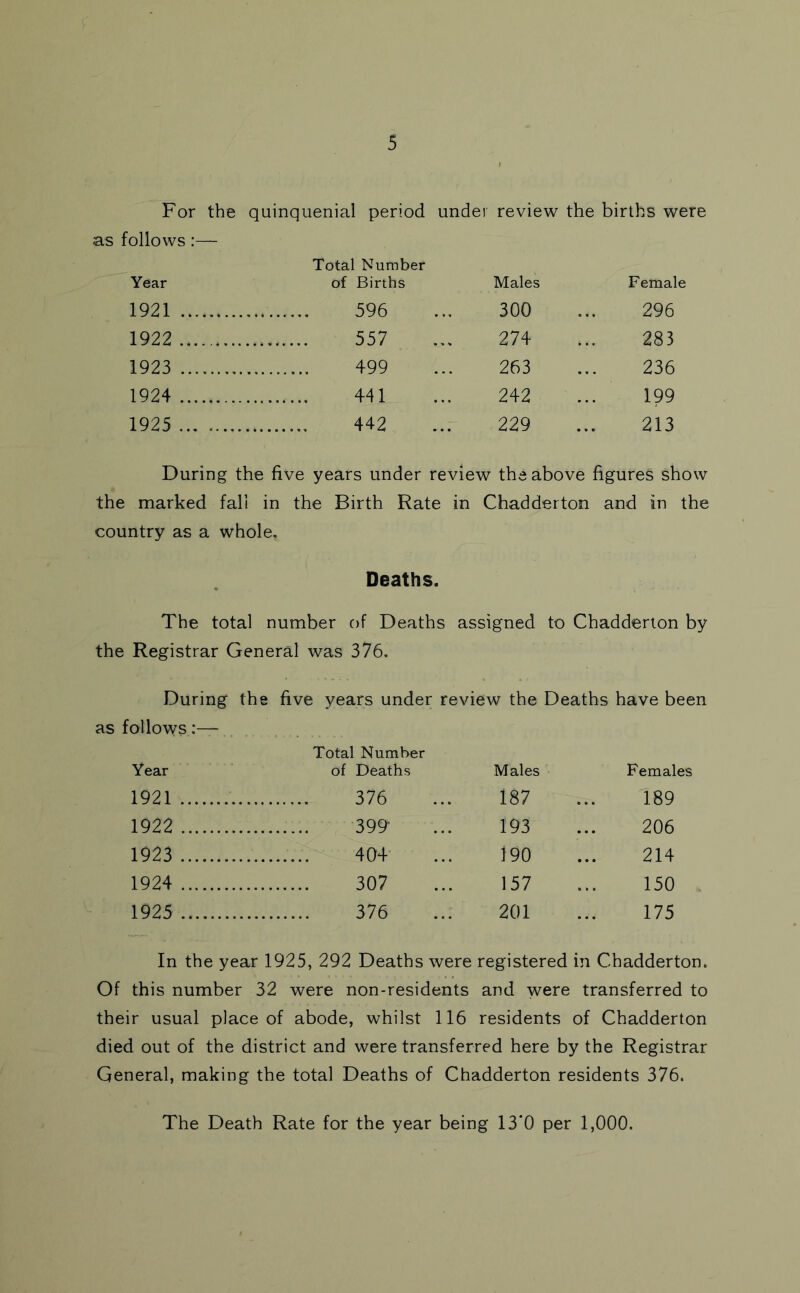 5
For the quinquenial period under review the births were
as follows :—
Total Number
Year of Births Males Female
1921 ................... 596 ... 300 ... 296
1922 ................... 557 ... 274 ... 283
1923 ................... 499 ... 263 ... 236
1924 ................... 441 ... 242 ... 199
1925 ................... 442 ... 229 ... 213
During the five years under review the above figures show
the marked fall in the Birth Rate in Chadderton and in the
country as a whole.
Deaths.
The total number of Deaths assigned to Chadderton by
the Registrar General was 376.
During the five years under review the Deaths have been
as follows :—
Total Number
Year of Deaths Males Females
1921 ................... 376 ... 187 ... 189
1922 ................... 399 ... 193 ... 206
1923 ................... 404 ... 190 ... 214
1924 ................... 307 ... 157 ... 150
1925 ................... 376 ... 201 ... 175
In the year 1925, 292 Deaths were registered in Chadderton.
Of this number 32 were non-residents and were transferred to
their usual place of abode, whilst 116 residents of Chadderton
died out of the district and were transferred here by the Registrar
General, making the total Deaths of Chadderton residents 376.
The Death Rate for the year being 13·0 per 1,000.